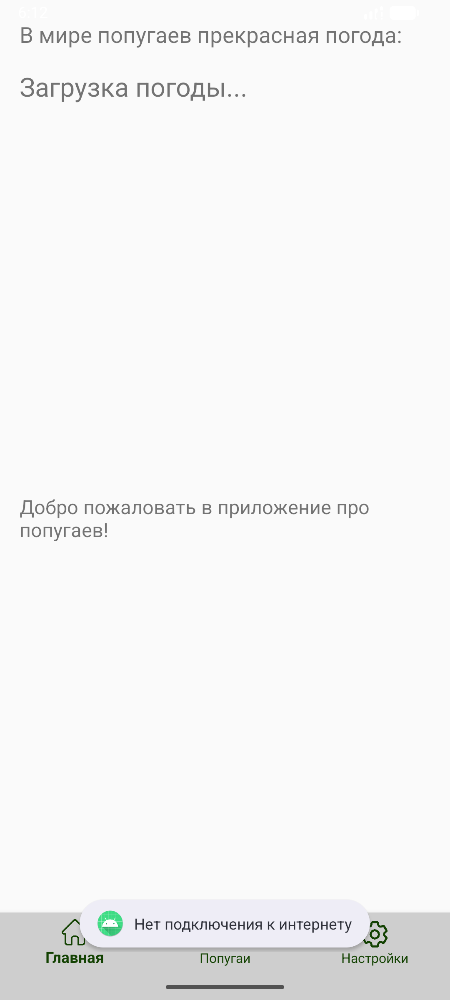 6:12
В мире попугаев прекрасная погода:
Загрузка погоды...
Добро пожаловать в приложение про
попугаев!
Нет подключения к интернету
Главная
Попугаи
Настройки